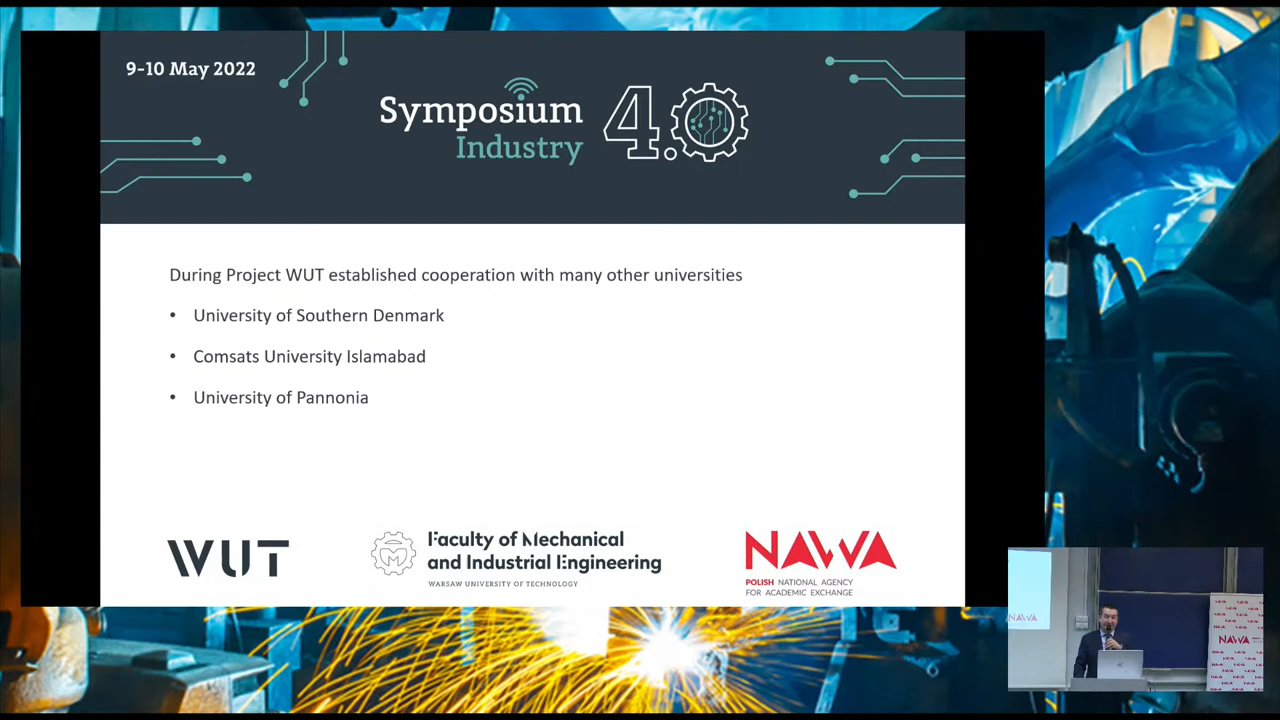 9-10 May 2022
Symposium
Industry
4.0
During Project WUT established cooperation with many other universities
• University of Southern Denmark
• Comsats University Islamabad
• University of Pannonia
WUT
Faculty of Mechanical
and Industrial Engineering
WARSAW UNIVERSITY OF TECHNOLOGY
NAWA
POLISH NATIONAL AGENCY
FOR ACADEMIC EXCHANGE
NAWA
NAWA